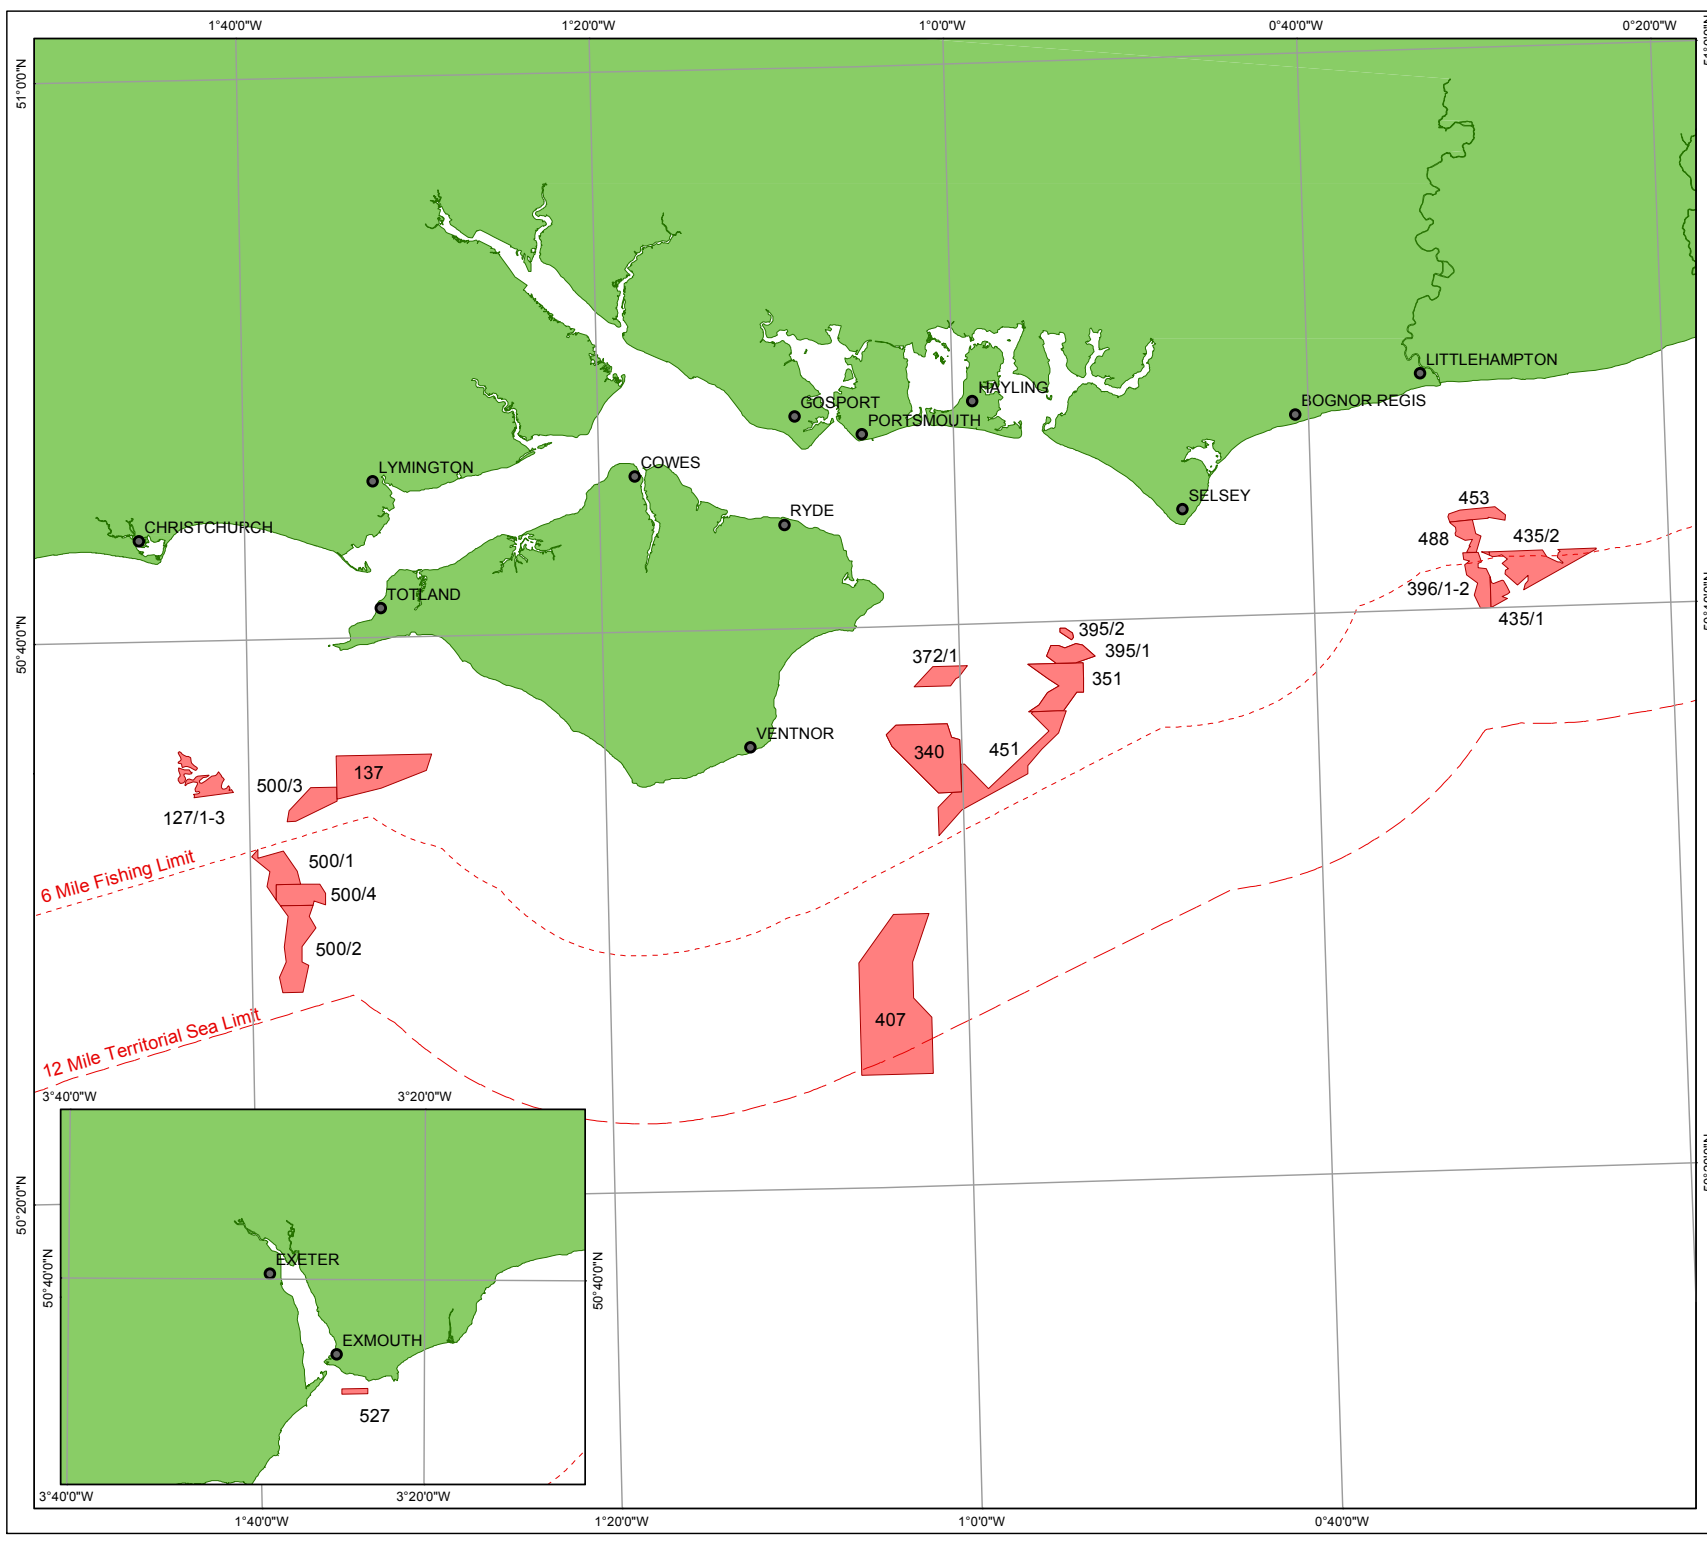 1°40'0"W
1°20'0"W
1°0'0"W
0°40'0"W
0°20'0"W
51°0'0"N
51°0'0"N
LITTLEHAMPTON
HAYLING
BOGNOR REGIS
GOSPORT
PORTSMOUTH
COWES
LYMINGTON
SELSEY
453
RYDE
CHRISTCHURCH
488
435/2
396/1-2
TOTLAND
435/1
50°40'0"N
395/2
395/1
372/1
351
VENTNOR
340
451
137
500/3
127/1-3
6 Mile Fishing Limit
500/1
500/4
500/2
407
12 Mile Territorial Sea Limit
3°40'0"W
3°20'0"W
50°20'0"N
EXETER
50°40'0"N
50°40'0"N
EXMOUTH
527
3°40'0"W
3°20'0"W
1°40'0"W
1°20'0"W
1°0'0"W
0°40'0"W